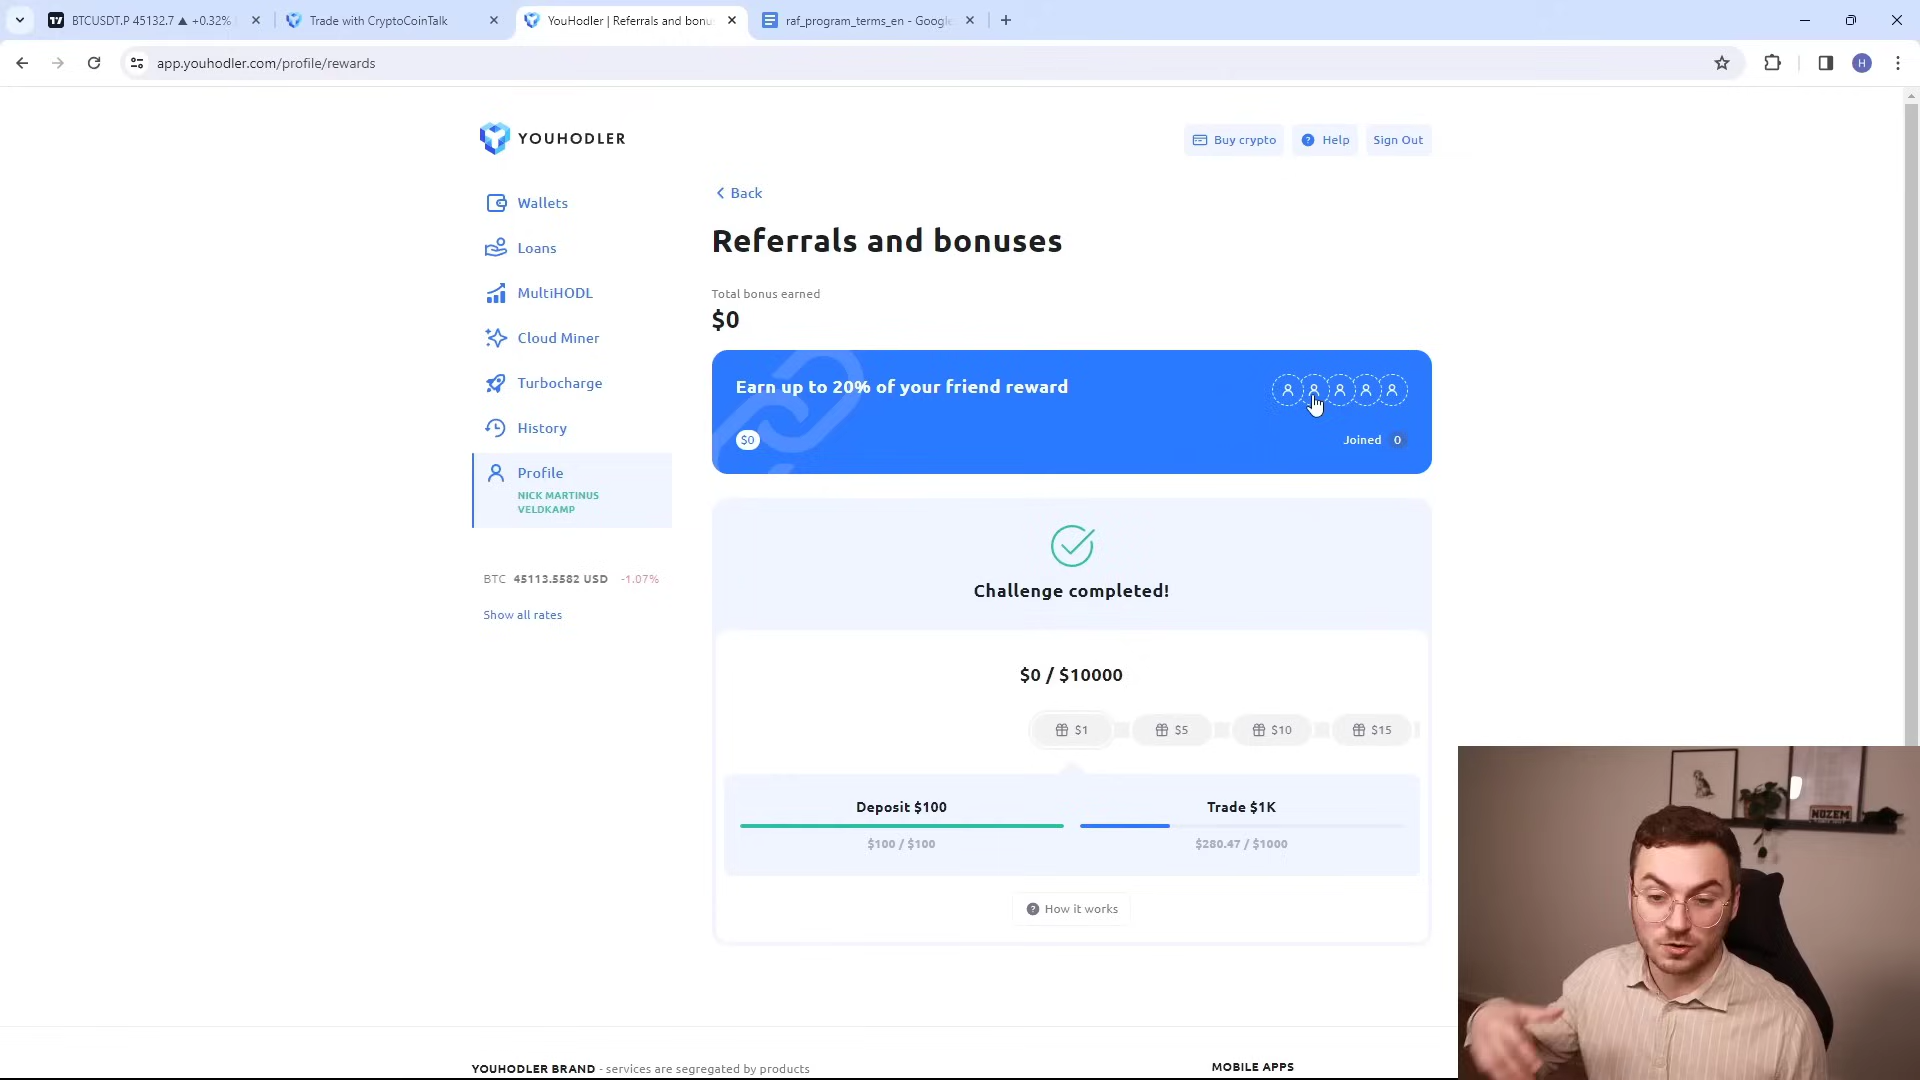 BTCUSDT.P 45132.7 ▲ +0.32%
Trade with CryptoCoinTalk
YouHodler | Referrals and bonu
raf_program_terms_en - Google
app.youhodler.com/profile/rewards
H
YOUHODLER
Buy crypto
Help
Sign Out
Wallets
Loans
MultiHODL
Cloud Miner
Turbocharge
History
Profile
NICK MARTINUS
VELDKAMP
BTC 45113.5582 USD -1.07%
Show all rates
Back
Referrals and bonuses
Total bonus earned
$0
Earn up to 20% of your friend reward
$0
Joined 0
Challenge completed!
$0 / $10000
$1
$5
$10
$15
Deposit $100
$100 / $100
Trade $1K
$280.47 / $1000
How it works
YOUHODLER BRAND - services are segregated by products
MOBILE APPS
NOZEM